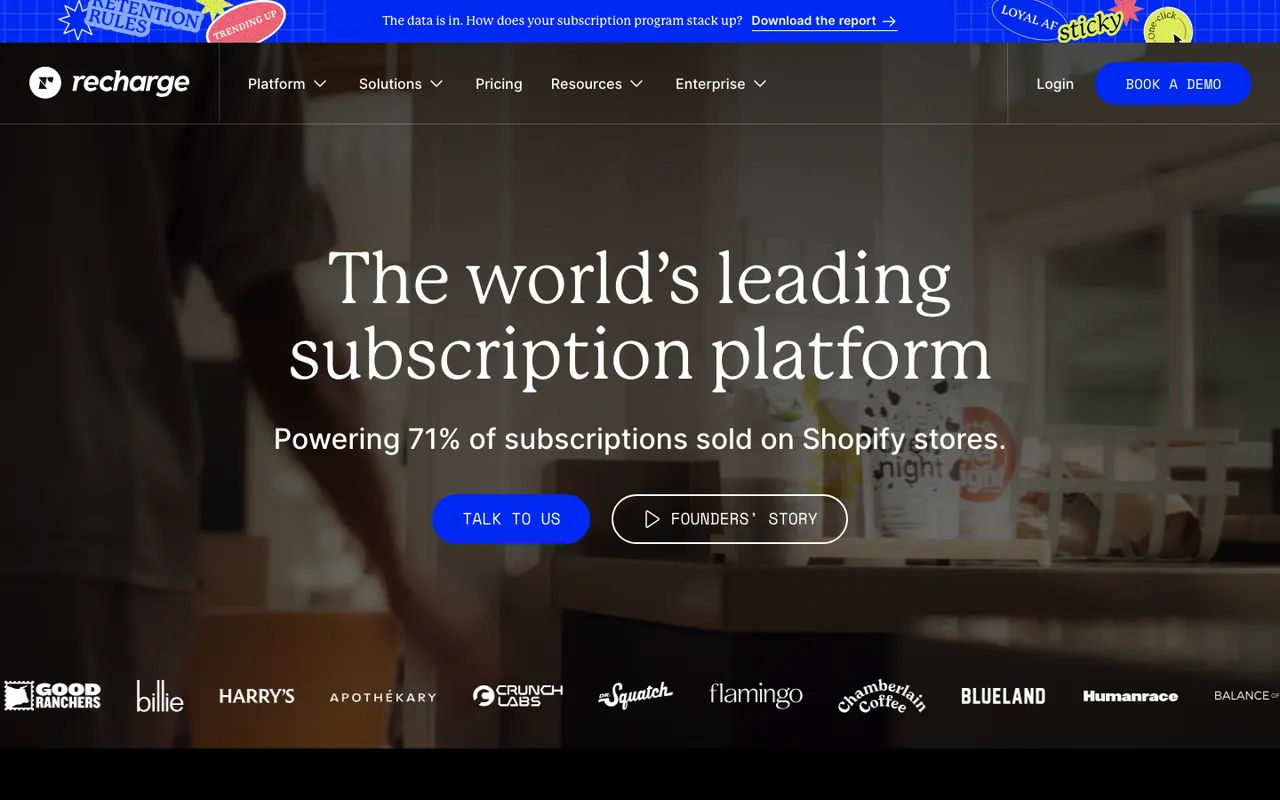 RETENTION
RULES
TRENDING UP
The data is in. How does your subscription program stack up? Download the report →
LOYAL AF
sticky
One-click
recharge
Platform
Solutions
Pricing
Resources
Enterprise
Login
BOOK A DEMO
The world’s leading
subscription platform
Powering 71% of subscriptions sold on Shopify stores.
night
TALK TO US
FOUNDERS’ STORY
GOOD
RANCHERS
billie
HARRY'S
APOTHÉKARY
CRUNCH
LABS
DR. Squatch
flamingo
Chamberlain
Coffee
BLUELAND
Humanrace
BALANCE OF